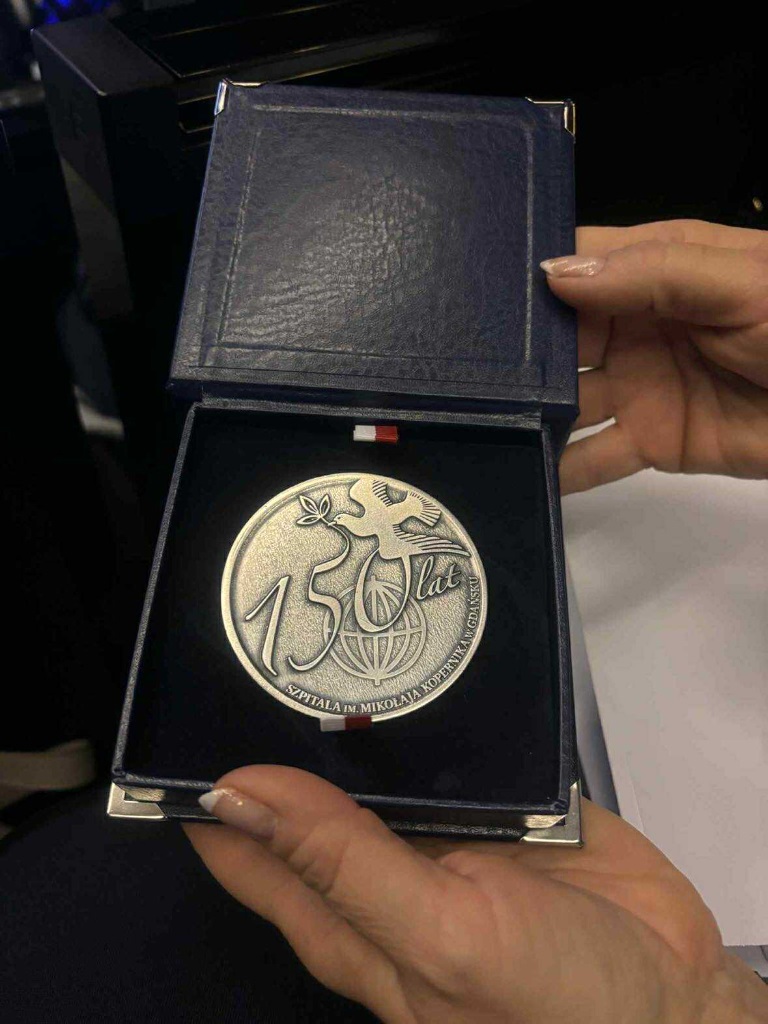 150 lat
SZPITALA IM. MIKOŁAJA KOPERNIKA W GDAŃSKU